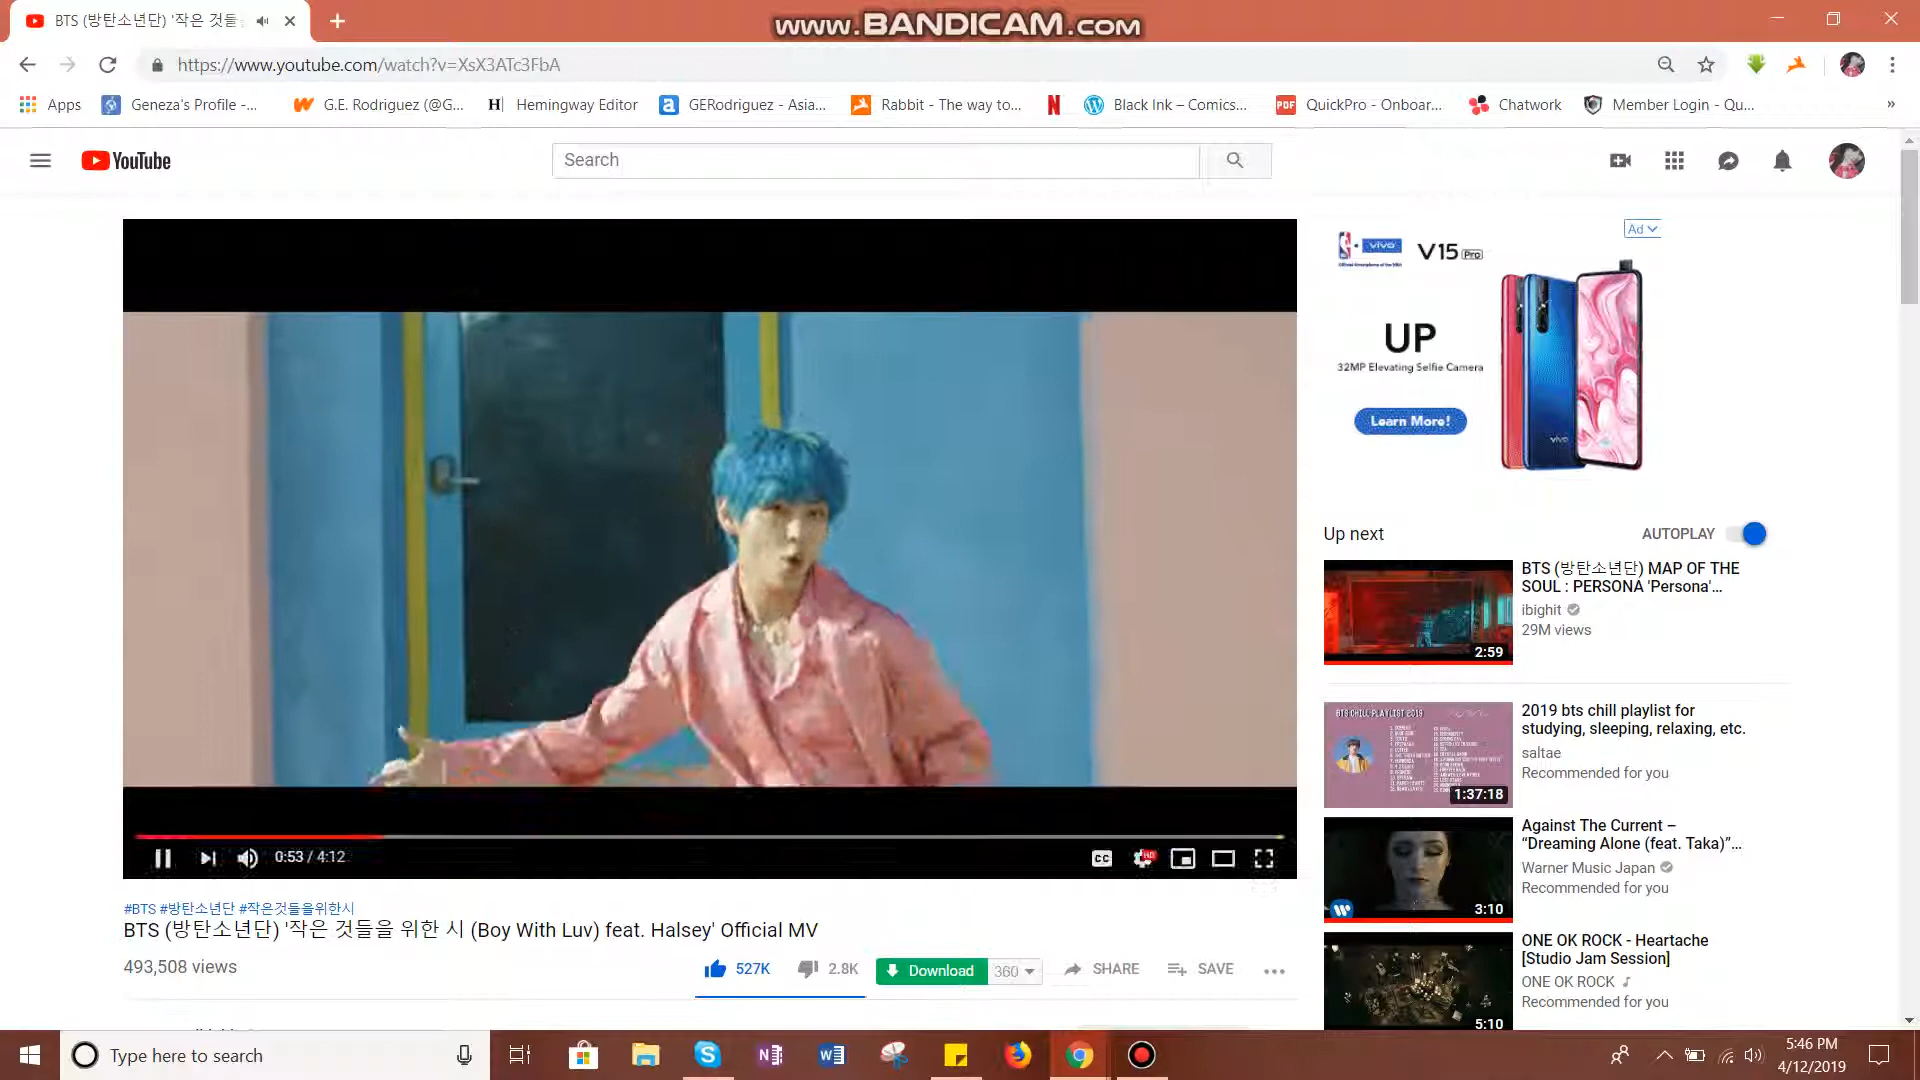 BTS (방탄소년단) '작은 것들
www.BANDICAM.com
https://www.youtube.com/watch?v=XsX3ATc3FbA
Apps
Geneza's Profile -...
G.E. Rodriguez (@G...
Hemingway Editor
GERodriguez - Asia...
Rabbit - The way to...
Black Ink – Comics...
QuickPro - Onboar...
Chatwork
Member Login - Qu...
YouTube
Search
Ad
vivo V15 Pro
UP
32MP Elevating Selfie Camera
Learn More!
vivo
0:53 / 4:12
CC
HD
#BTS #방탄소년단 #작은것들을위한시
BTS (방탄소년단) '작은 것들을 위한 시 (Boy With Luv) feat. Halsey' Official MV
493,508 views
527K
2.8K
Download
360
SHARE
SAVE
Up next
AUTOPLAY
BTS (방탄소년단) MAP OF THE
SOUL : PERSONA 'Persona'...
ibighit
29M views
2:59
BTS CHILL PLAYLIST 2019
2019 bts chill playlist for
studying, sleeping, relaxing, etc.
saltae
Recommended for you
1:37:18
Against The Current –
“Dreaming Alone (feat. Taka)”...
Warner Music Japan
Recommended for you
3:10
ONE OK ROCK - Heartache
[Studio Jam Session]
ONE OK ROCK
Recommended for you
5:10
Type here to search
5:46 PM
4/12/2019